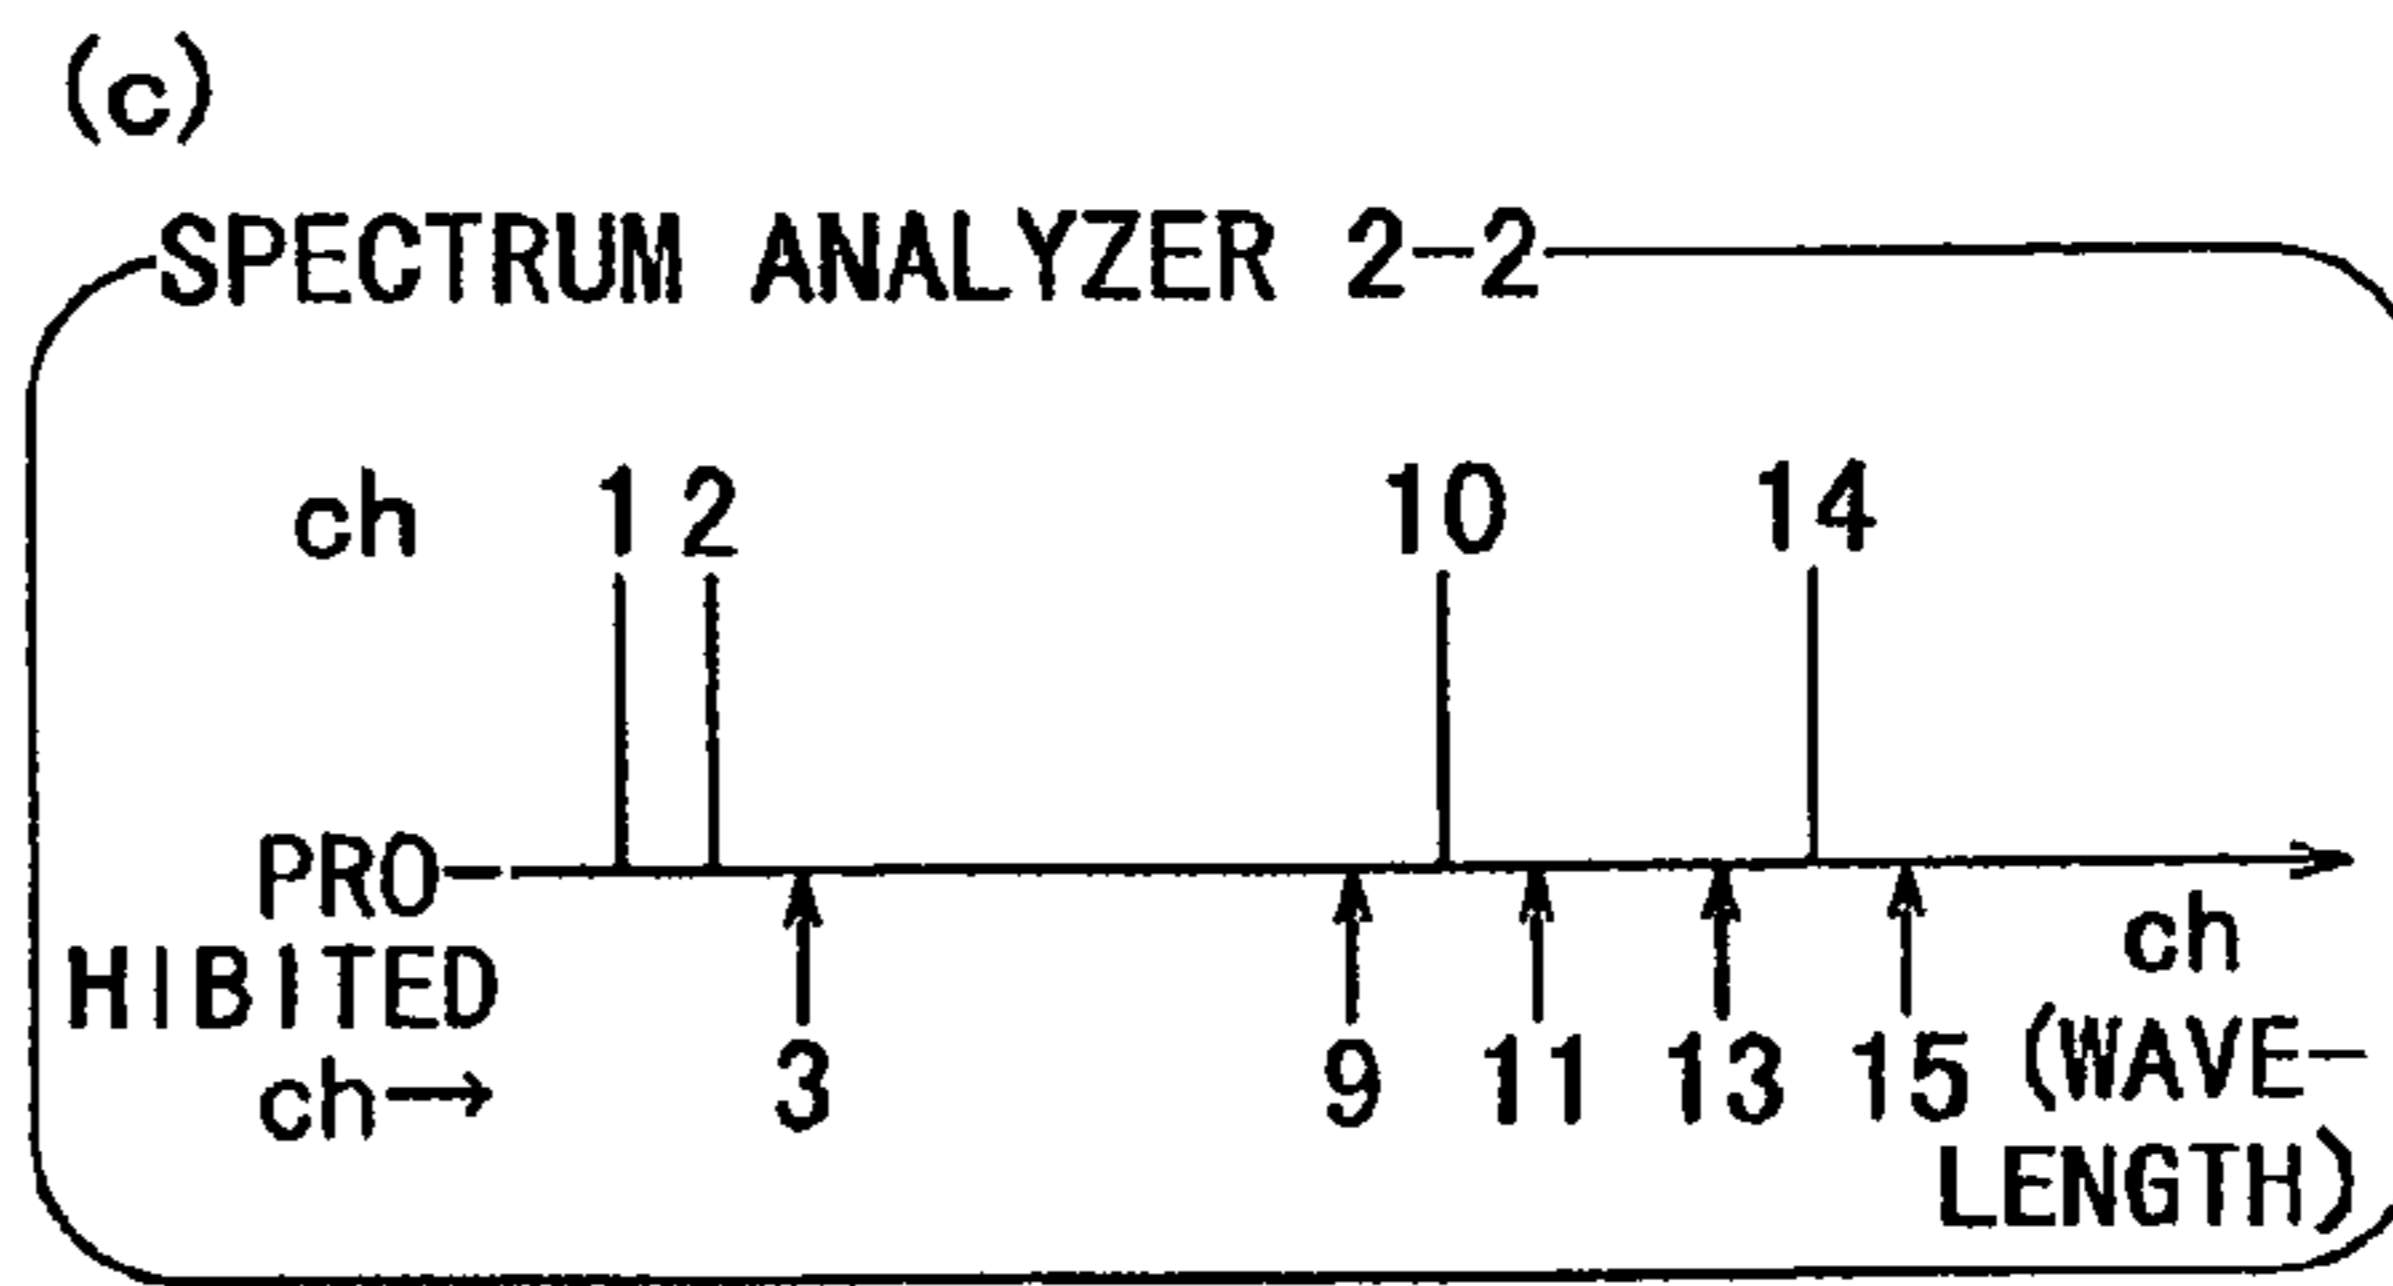 (c)
SPECTRUM ANALYZER 2-2
ch 1 2 10 14
PRO-
HIBITED
ch→ 3 9 11 13 15
ch
(WAVE-
LENGTH)